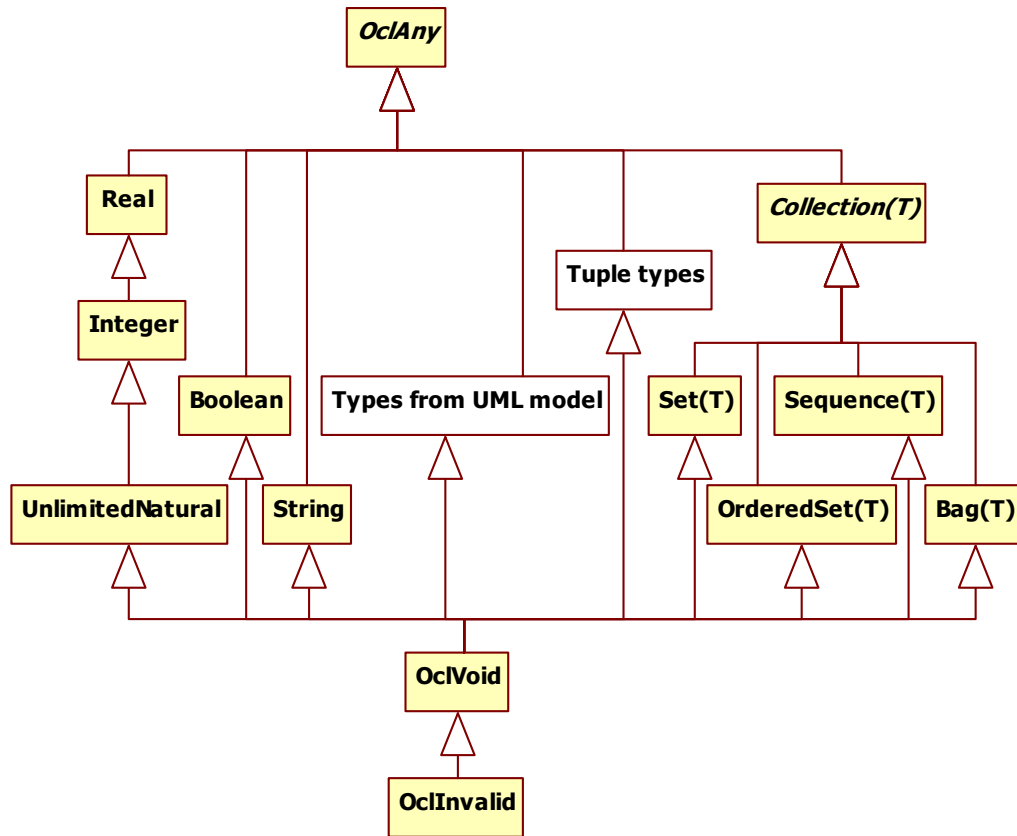 OclAny
Real
Collection(T)
Tuple types
Integer
Boolean
Types from UML model
Set(T)
Sequence(T)
UnlimitedNatural
String
OrderedSet(T)
Bag(T)
OclVoid
OclInvalid